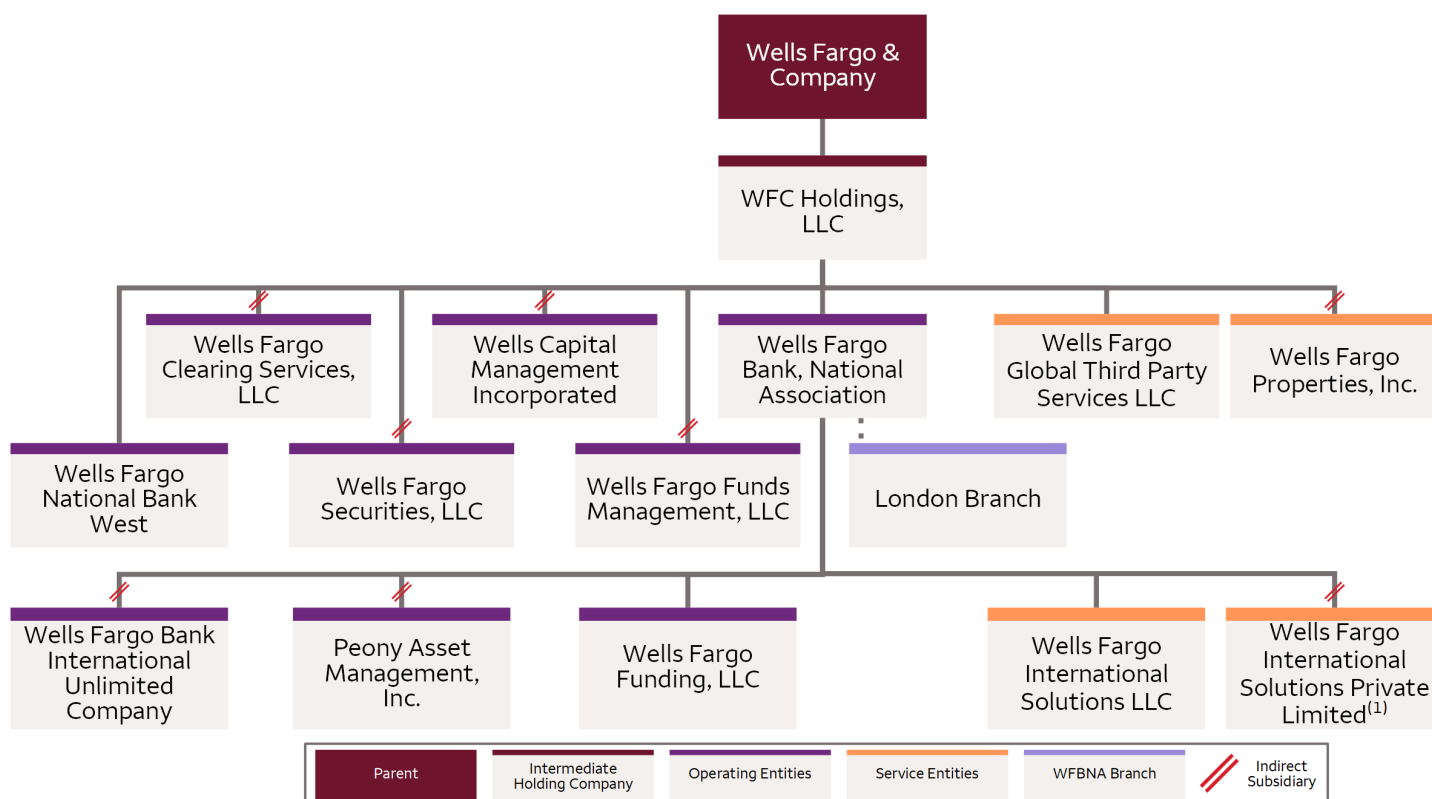 Wells Fargo &
Company
WFC Holdings,
LLC
Wells Fargo
Clearing Services,
LLC
Wells Capital
Management
Incorporated
Wells Fargo
Bank, National
Association
Wells Fargo
Global Third Party
Services LLC
Wells Fargo
Properties, Inc.
Wells Fargo
National Bank
West
Wells Fargo
Securities, LLC
Wells Fargo Funds
Management, LLC
London Branch
Wells Fargo Bank
International
Unlimited
Company
Peony Asset
Management,
Inc.
Wells Fargo
Funding, LLC
Wells Fargo
International
Solutions LLC
Wells Fargo
International
Solutions Private
Limited(1)
Parent
Intermediate
Holding Company
Operating Entities
Service Entities
WFBNA Branch
Indirect
Subsidiary